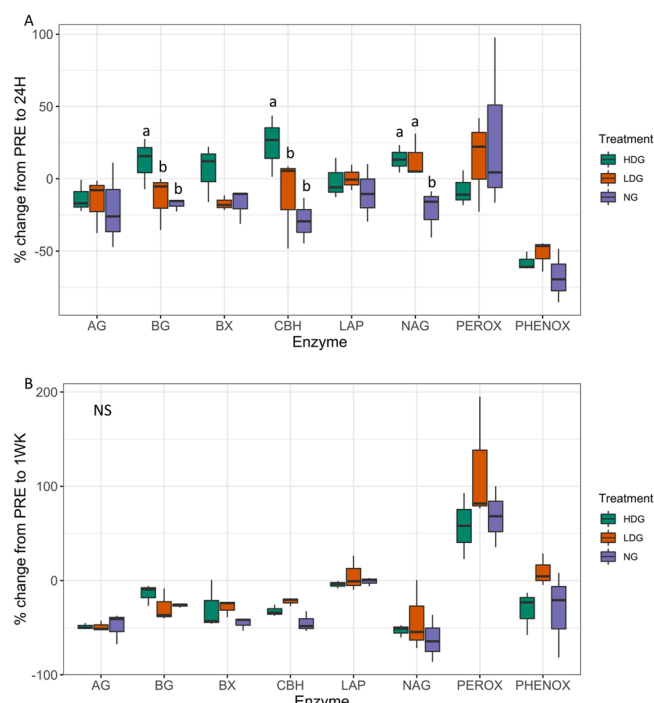 A
% change from PRE to 24H
100
50
0
-50
a
b
b
a
b
b
a
a
b
AG BG BX CBH LAP NAG PEROX PHENOX
Enzyme
Treatment
HDG
LDG
NG
B
% change from PRE to 1WK
200
100
0
-100
NS
AG BG BX CBH LAP NAG PEROX PHENOX
Enzyme
Treatment
HDG
LDG
NG